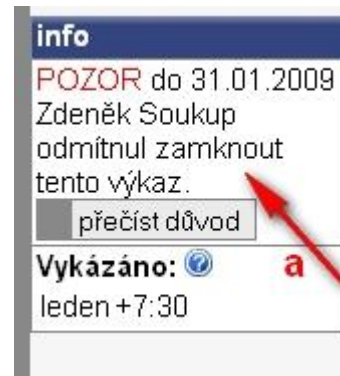 info
POZOR do 31.01.2009
Zdeněk Soukup
odmítnul zamknout
tento výkaz.
přečíst důvod
Vykázáno: ? a
leden +7:30